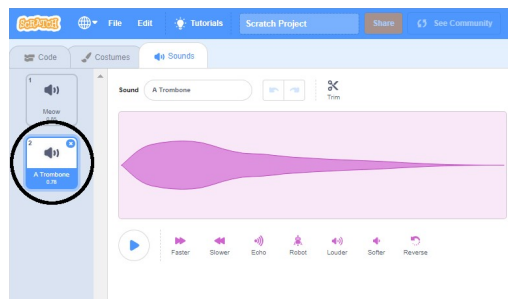 SCRATCH File Edit Tutorials Scratch Project Share See Community
Code Costumes Sounds
1
Meow
Sound A Trombone
Trim
2
A Trombone
0.78
Faster Slower Echo Robot Louder Softer Reverse